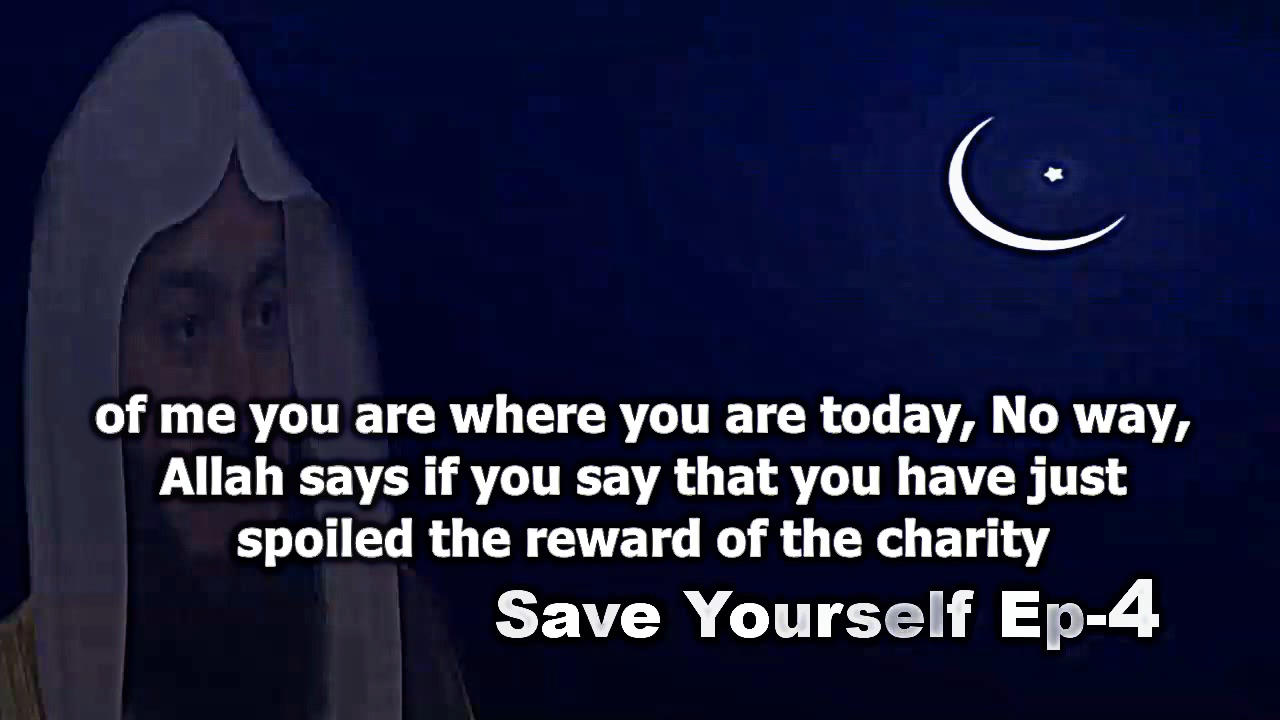 of me you are where you are today, No way,
Allah says if you say that you have just
spoiled the reward of the charity
Save Yourself Ep-4